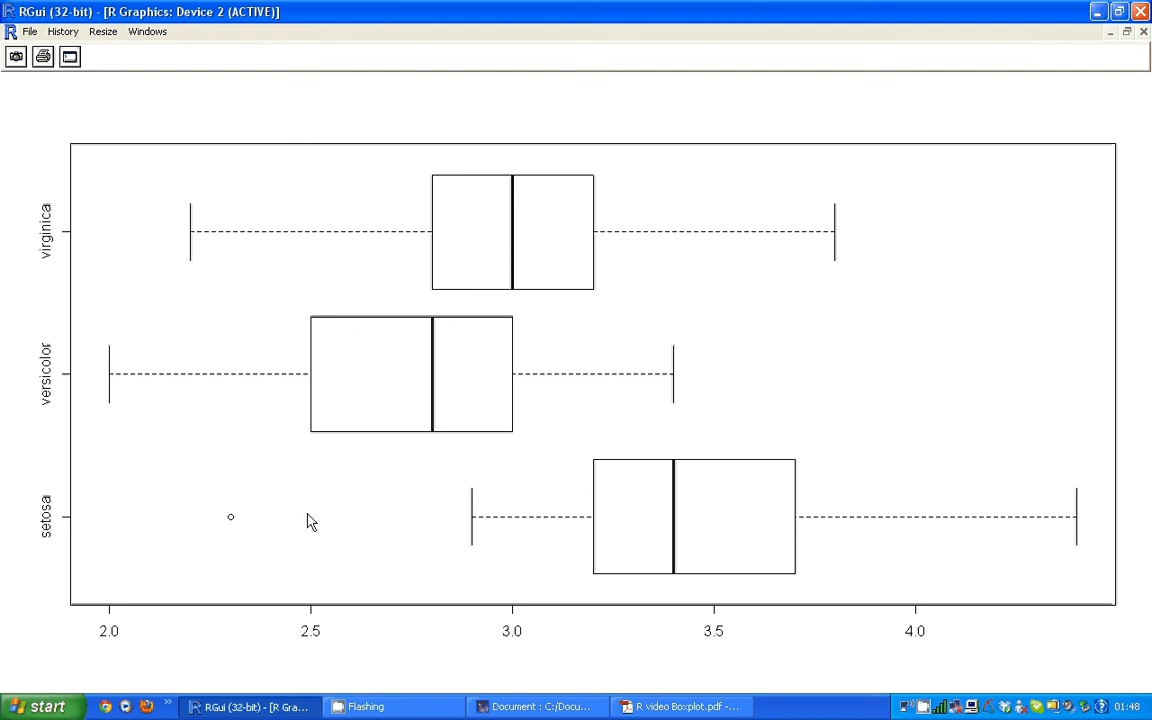 RGui (32-bit) - [R Graphics: Device 2 (ACTIVE)]
File History Resize Windows
virginica
versicolor
setosa
2.0 2.5 3.0 3.5 4.0
start
RGui (32-bit) - [R Gra...
Flashing
Document : C:/Docu...
R video Boxplot.pdf -...
01:48